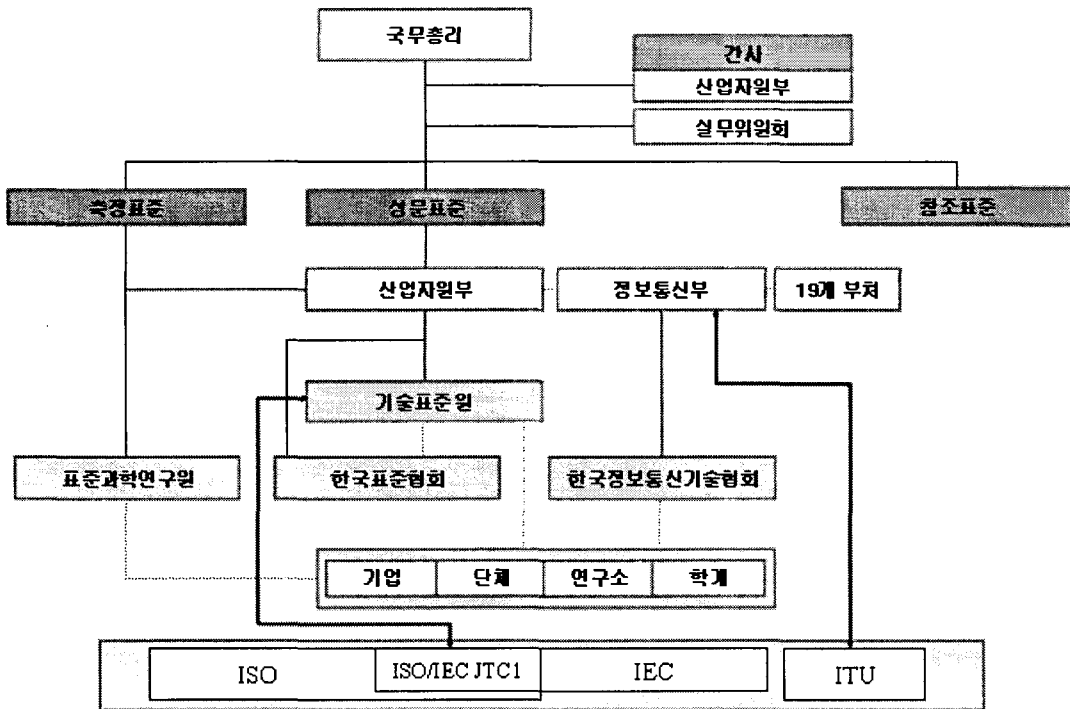 국무총리
간사
산업자원부
실무위원회
측정표준
성문표준
참조표준
산업자원부
정보통신부
19개 부처
기술표준원
표준과학연구원
한국표준협회
한국정보통신기술협회
기업
단체
연구소
학계
ISO
ISO/IEC JTC1
IEC
ITU